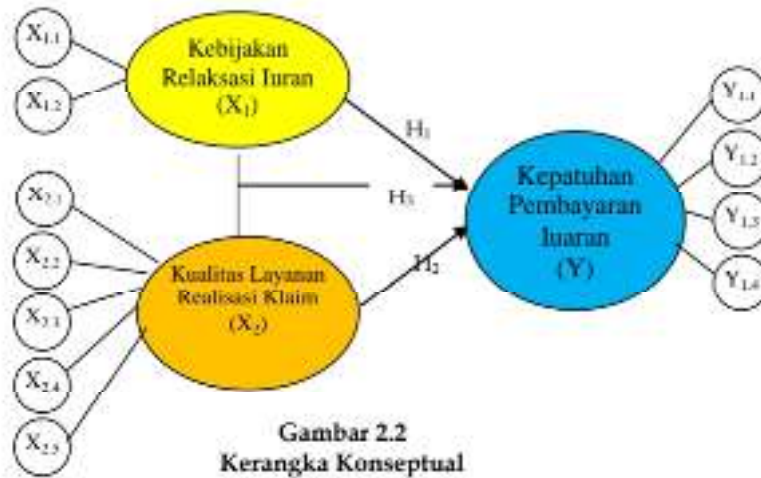 X1.1
X1.2
Kebijakan
Relaksasi Iuran
(X1)
H1
H3
X2.1
X2.2
X2.3
X2.4
X2.5
Kualitas Layanan
Realisasi Klaim
(X2)
H2
Kepatuhan
Pembayaran
Iuaran
(Y)
Y1.1
Y1.2
Y1.3
Y1.4
Gambar 2.2
Kerangka Konseptual